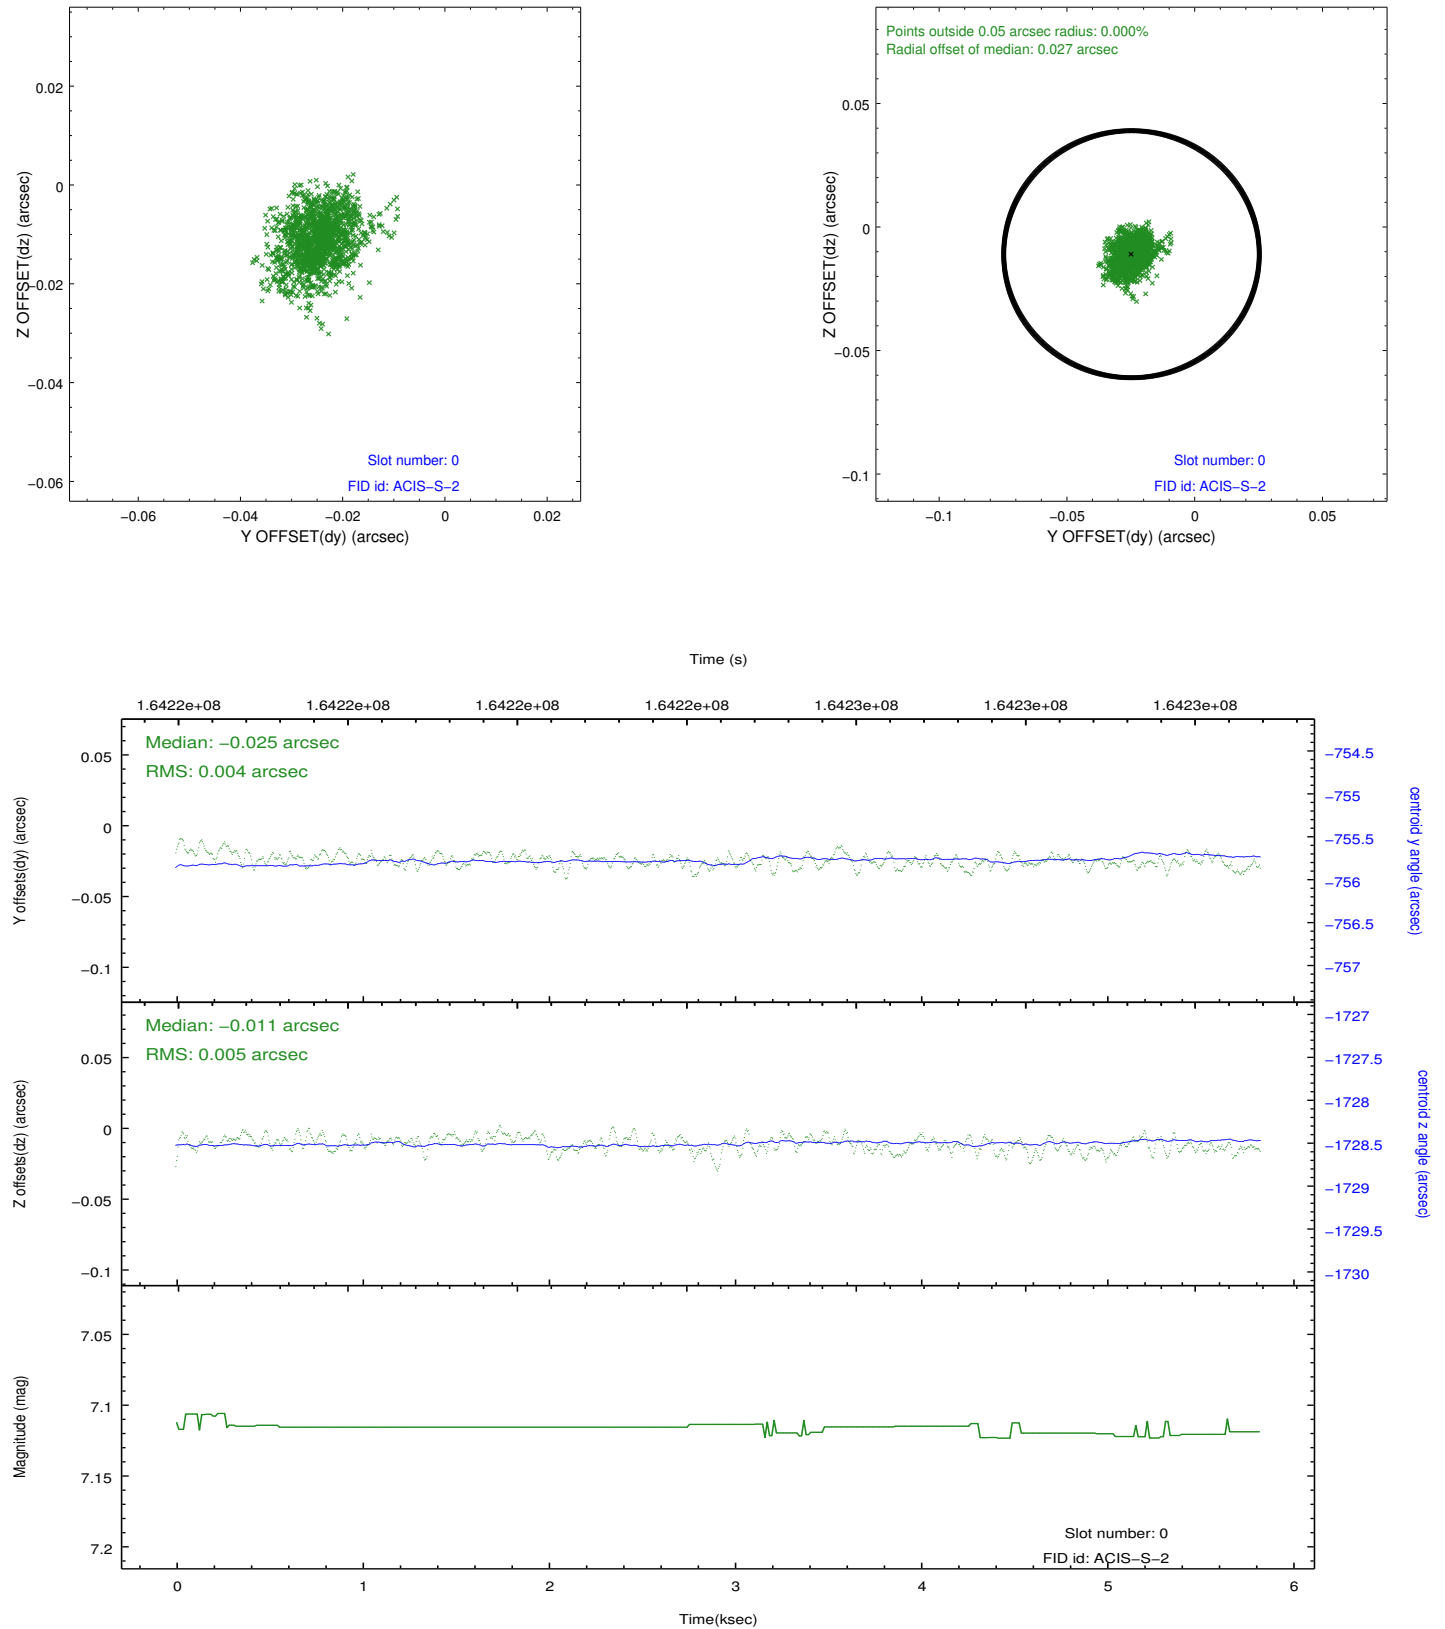 0.02
0
−0.02
−0.04
−0.06
Z OFFSET(dz) (arcsec)
Slot number: 0
FID id: ACIS−S−2
−0.06
−0.04
−0.02
0
0.02
Y OFFSET(dy) (arcsec)
Points outside 0.05 arcsec radius: 0.000%
Radial offset of median: 0.027 arcsec
0.05
0
−0.05
−0.1
Z OFFSET(dz) (arcsec)
Slot number: 0
FID id: ACIS−S−2
−0.1
−0.05
0
0.05
Y OFFSET(dy) (arcsec)
Time (s)
1.6422e+08
1.6422e+08
1.6422e+08
1.6422e+08
1.6423e+08
1.6423e+08
1.6423e+08
Median: −0.025 arcsec
RMS: 0.004 arcsec
0.05
0
−0.05
−0.1
Y offsets(dy) (arcsec)
−754.5
−755
−755.5
−756
−756.5
−757
centroid y angle (arcsec)
Median: −0.011 arcsec
RMS: 0.005 arcsec
0.05
0
−0.05
−0.1
Z offsets(dz) (arcsec)
−1727
−1727.5
−1728
−1728.5
−1729
−1729.5
−1730
centroid z angle (arcsec)
7.05
7.1
7.15
7.2
Magnitude (mag)
Slot number: 0
FID id: ACIS−S−2
0
1
2
3
4
5
6
Time(ksec)